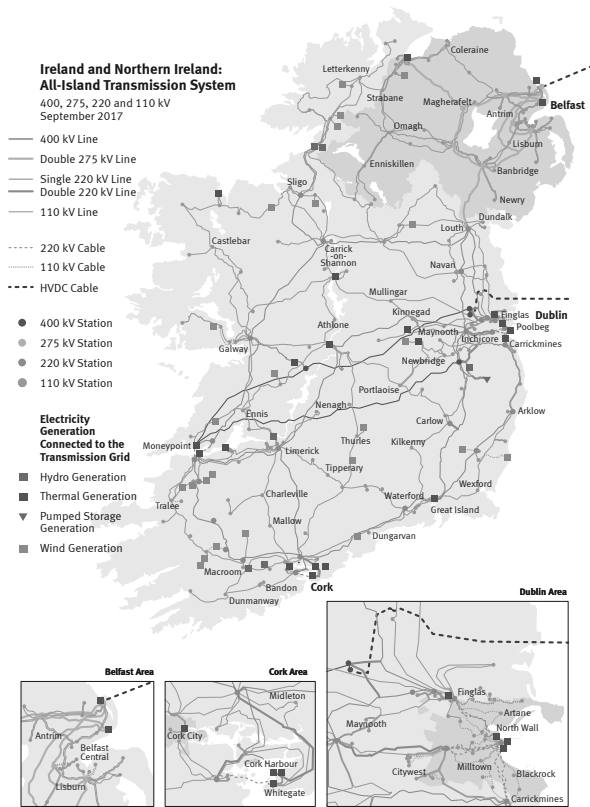 Ireland and Northern Ireland:
All-Island Transmission System
400, 275, 220 and 110 kV
September 2017
400 kV Line
Double 275 kV Line
Single 220 kV Line
Double 220 kV Line
110 kV Line
220 kV Cable
110 kV Cable
HVDC Cable
400 kV Station
275 kV Station
220 kV Station
110 kV Station
Electricity
Generation
Connected to the
Transmission Grid
Hydro Generation
Thermal Generation
Pumped Storage
Generation
Wind Generation
Coleraine
Letterkenny
Strabane
Magherafelt
Antrim
Belfast
Omagh
Lisburn
Enniskillen
Banbridge
Sligo
Newry
Dundalk
Louth
Castlebar
Carrick
-on-
Shannon
Navan
Mullingar
Kinnegad
Finglas
Dublin
Athlone
Maynooth
Poolbeg
Inchicore
Carrickmines
Galway
Newbridge
Portlaoise
Nenagh
Arklow
Ennis
Carlow
Moneypoint
Limerick
Thurles
Kilkenny
Tipperary
Wexford
Charleville
Waterford
Great Island
Tralee
Mallow
Dungarvan
Macroom
Bandon
Cork
Dunmanway
Dublin Area
Finglas
Artane
Maynooth
North Wall
Citywest
Milltown
Blackrock
Carrickmines
Belfast Area
Antrim
Belfast
Central
Lisburn
Cork Area
Midleton
Cork City
Cork Harbour
Whitegate